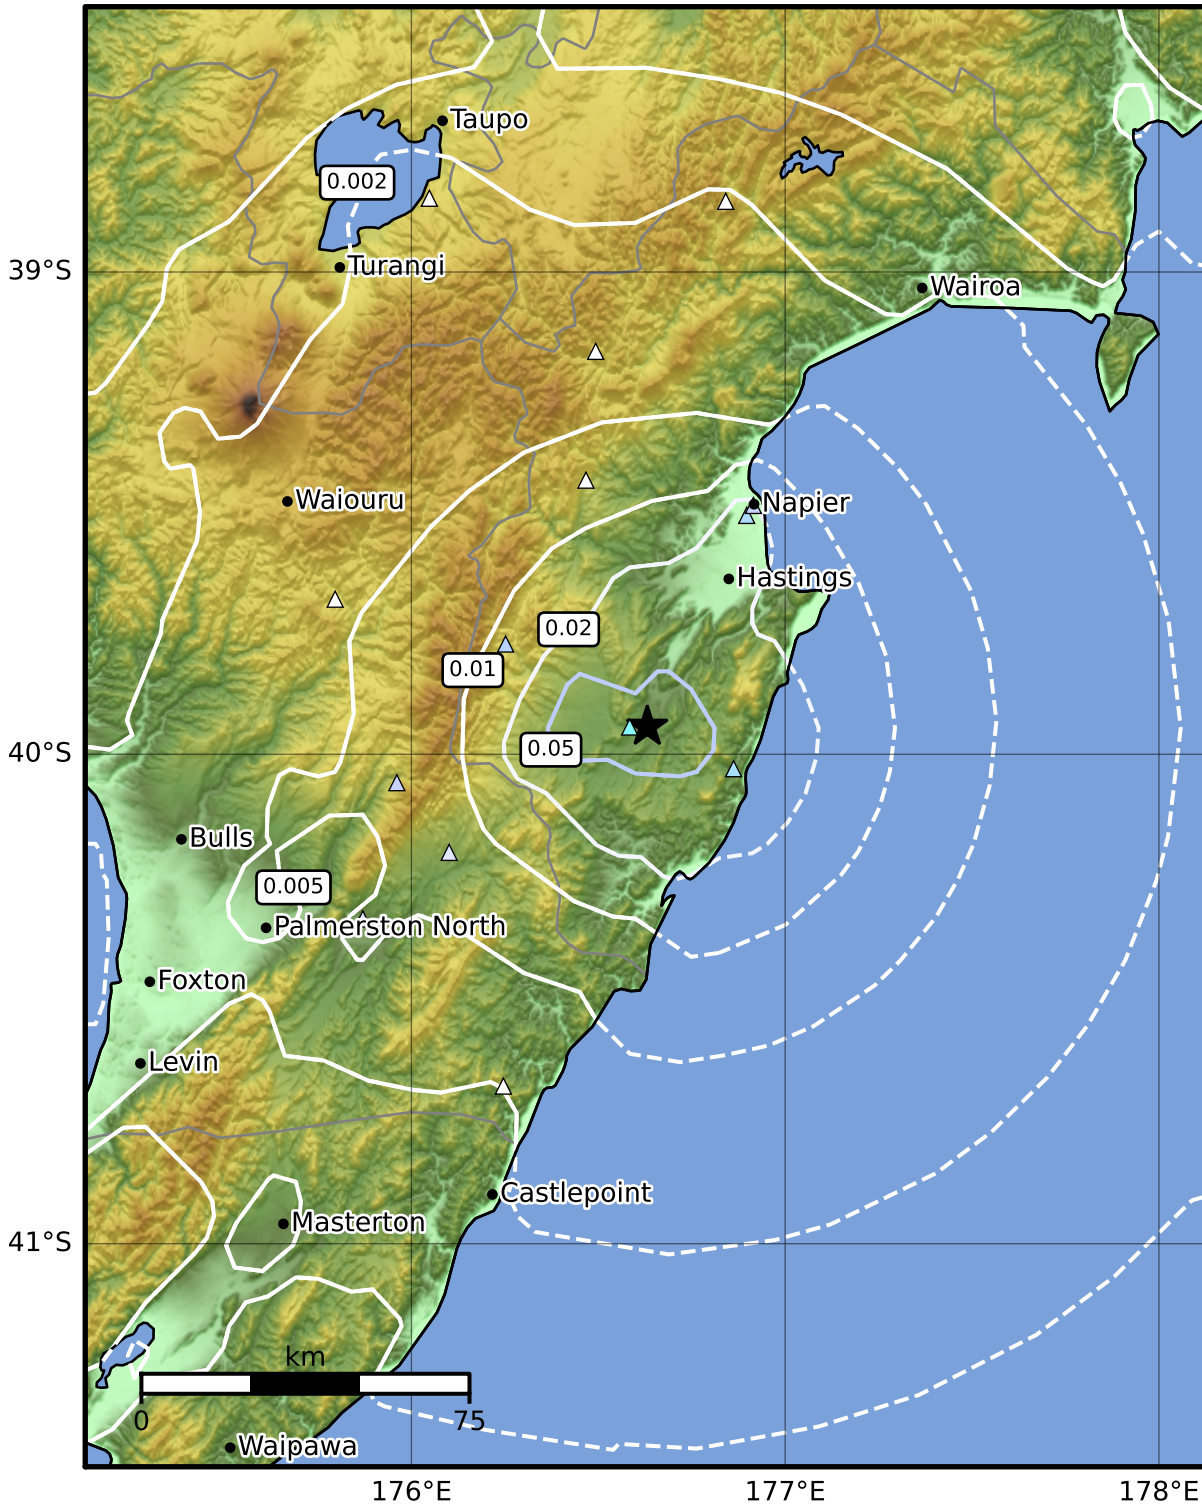 Taupo
0.002
Turangi
39°S
Wairoa
Waiouru
Napier
Hastings
0.02
0.01
0.05
40°S
Bulls
0.005
Palmerston North
Foxton
Levin
Castlepoint
Masterton
41°S
km
0
75
Waipawa
176°E
177°E
178°E